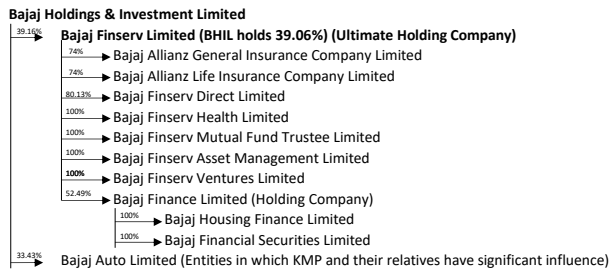 Bajaj Holdings & Investment Limited
39.16% Bajaj Finserv Limited (BHIL holds 39.06%) (Ultimate Holding Company)
74% Bajaj Allianz General Insurance Company Limited
74% Bajaj Allianz Life Insurance Company Limited
80.13% Bajaj Finserv Direct Limited
100% Bajaj Finserv Health Limited
100% Bajaj Finserv Mutual Fund Trustee Limited
100% Bajaj Finserv Asset Management Limited
100% Bajaj Finserv Ventures Limited
52.49% Bajaj Finance Limited (Holding Company)
100% Bajaj Housing Finance Limited
100% Bajaj Financial Securities Limited
33.43% Bajaj Auto Limited (Entities in which KMP and their relatives have significant influence)